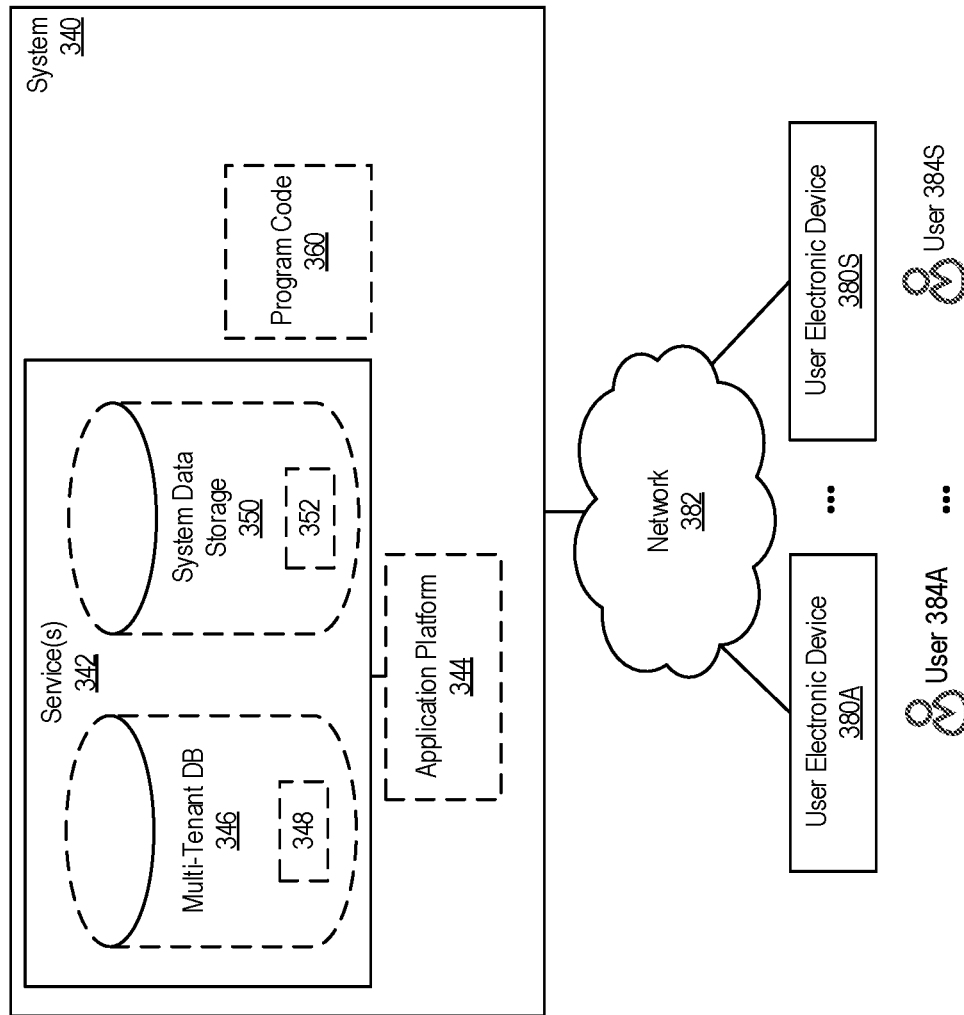 System
340
Service(s)
342
Multi-Tenant DB
346
348
System Data
Storage
350
352
Program Code
360
Application Platform
344
Network
382
User Electronic Device
380A
...
User Electronic Device
380S
User 384A
...
User 384S